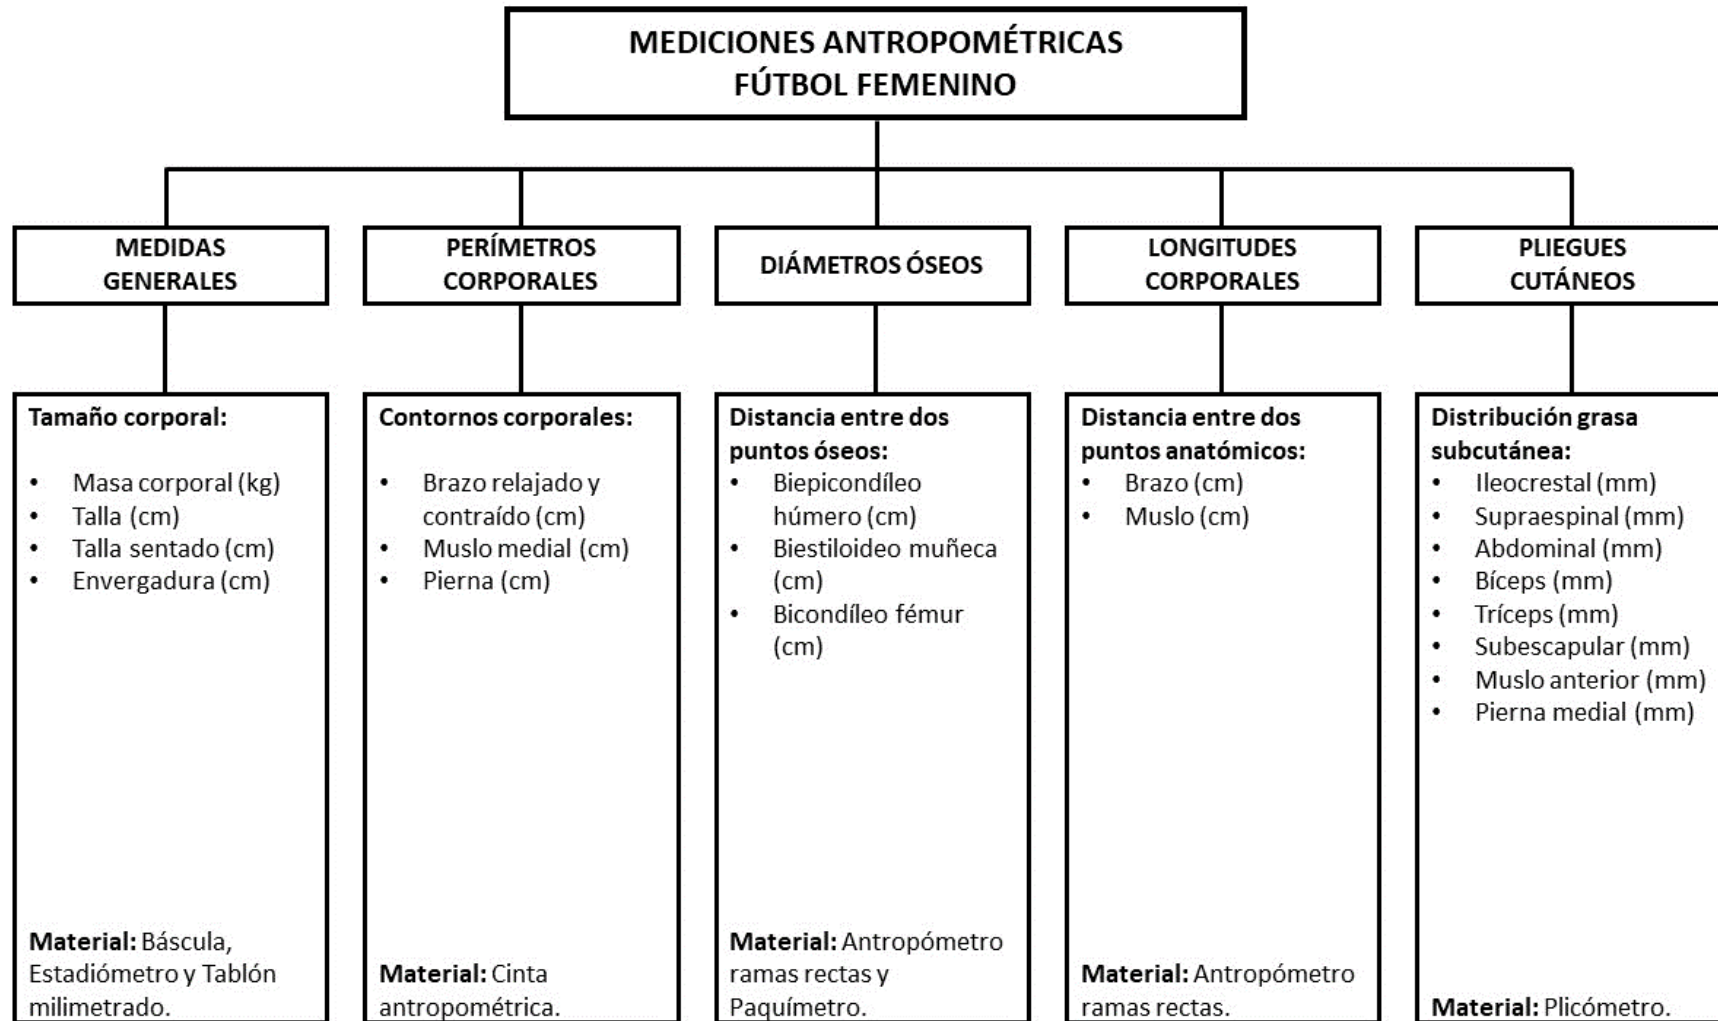 MEDICIONES ANTROPOMÉTRICAS
FÚTBOL FEMENINO
MEDIDAS
GENERALES
PERÍMETROS
CORPORALES
DIÁMETROS ÓSEOS
LONGITUDES
CORPORALES
PLIEGUES
CUTÁNEOS
Tamaño corporal:
• Masa corporal (kg)
• Talla (cm)
• Talla sentado (cm)
• Envergadura (cm)
Material: Báscula,
Estadiómetro y Tablón
milimetrado.
Contornos corporales:
• Brazo relajado y
contraído (cm)
• Muslo medial (cm)
• Pierna (cm)
Material: Cinta
antropométrica.
Distancia entre dos
puntos óseos:
• Biepicondíleo
húmero (cm)
• Biestiloideo muñeca
(cm)
• Bicondíleo fémur
(cm)
Material: Antropómetro
ramas rectas y
Paquímetro.
Distancia entre dos
puntos anatómicos:
• Brazo (cm)
• Muslo (cm)
Material: Antropómetro
ramas rectas.
Distribución grasa
subcutánea:
• Ileocrestal (mm)
• Supraespinal (mm)
• Abdominal (mm)
• Bíceps (mm)
• Tríceps (mm)
• Subescapular (mm)
• Muslo anterior (mm)
• Pierna medial (mm)
Material: Plicómetro.